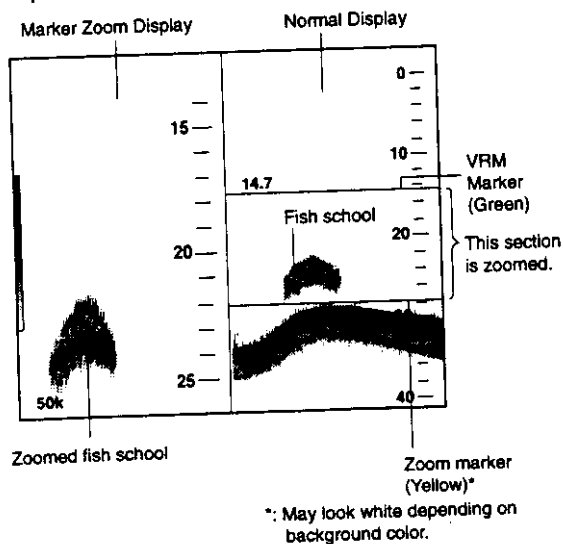 Marker Zoom Display
Normal Display
15
20
25
50k
0
10
20
40
14.7
Fish school
VRM
Marker
(Green)
This section
is zoomed.
Zoomed fish school
Zoom marker
(Yellow)*
*: May look white depending on
background color.